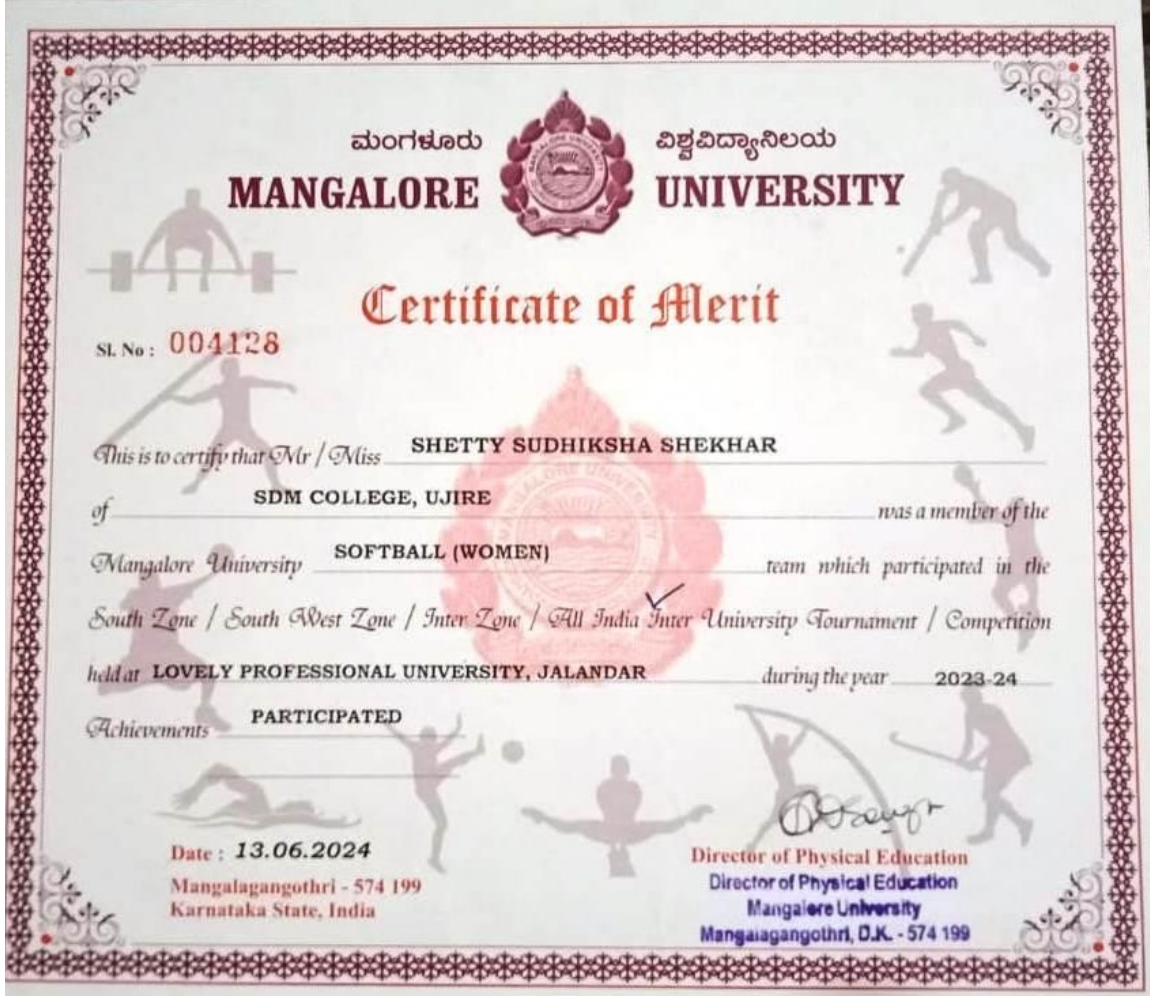 ಮಂಗಳೂರು ವಿಶ್ವವಿದ್ಯಾನಿಲಯ
MANGALORE UNIVERSITY
Certificate of Merit
Sl. No : 004128
This is to certify that Mr / Miss SHETTY SUDHIKSHA SHEKHAR
of SDM COLLEGE, UJIRE was a member of the
Mangalore University SOFTBALL (WOMEN) team which participated in the
South Zone / South West Zone / Inter Zone / All India Inter University Tournament / Competition
held at LOVELY PROFESSIONAL UNIVERSITY, JALANDAR during the year 2023-24
Achievements PARTICIPATED
Date : 13.06.2024
Mangalagangothri - 574 199
Karnataka State, India
Director of Physical Education
Director of Physical Education
Mangalore University
Mangalagangothri, D.K. - 574 199